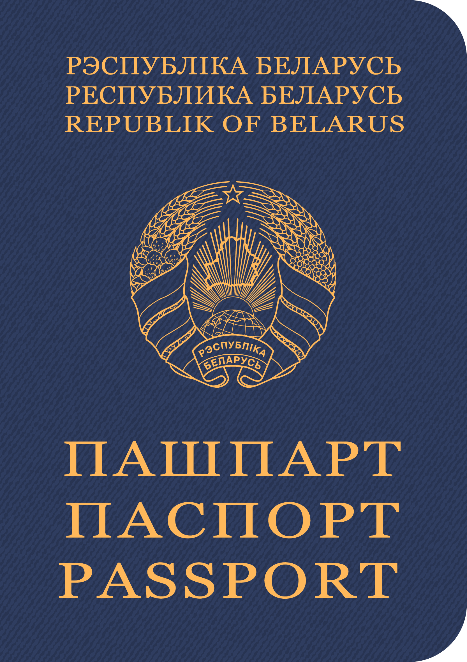 РЭСПУБЛІКА БЕЛАРУСЬ
РЕСПУБЛИКА БЕЛАРУСЬ
REPUBLIK OF BELARUS
РЭСПУБЛІКА
БЕЛАРУСЬ
ПАШПАРТ
ПАСПОРТ
PASSPORT